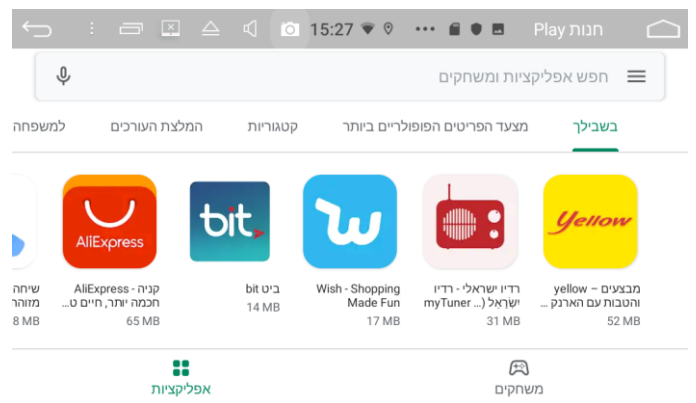 15:27
חנות Play
חפש אפליקציות ומשחקים
בשבילך
מצעד הפריטים הפופולריים ביותר
קטגוריות
המלצת העורכים
למשפחה
Yellow
bit
AliExpress
yellow – מבצעים
והטבות עם הארנק ...
52 MB
רדיו ישראלי - רדיו
יִשְׂרָאֵל (... myTuner
31 MB
Wish - Shopping
Made Fun
17 MB
ביט bit
14 MB
AliExpress - קניה
חכמה יותר, חיים ט...
65 MB
שיחה
מזוהה
8 MB
משחקים
אפליקציות